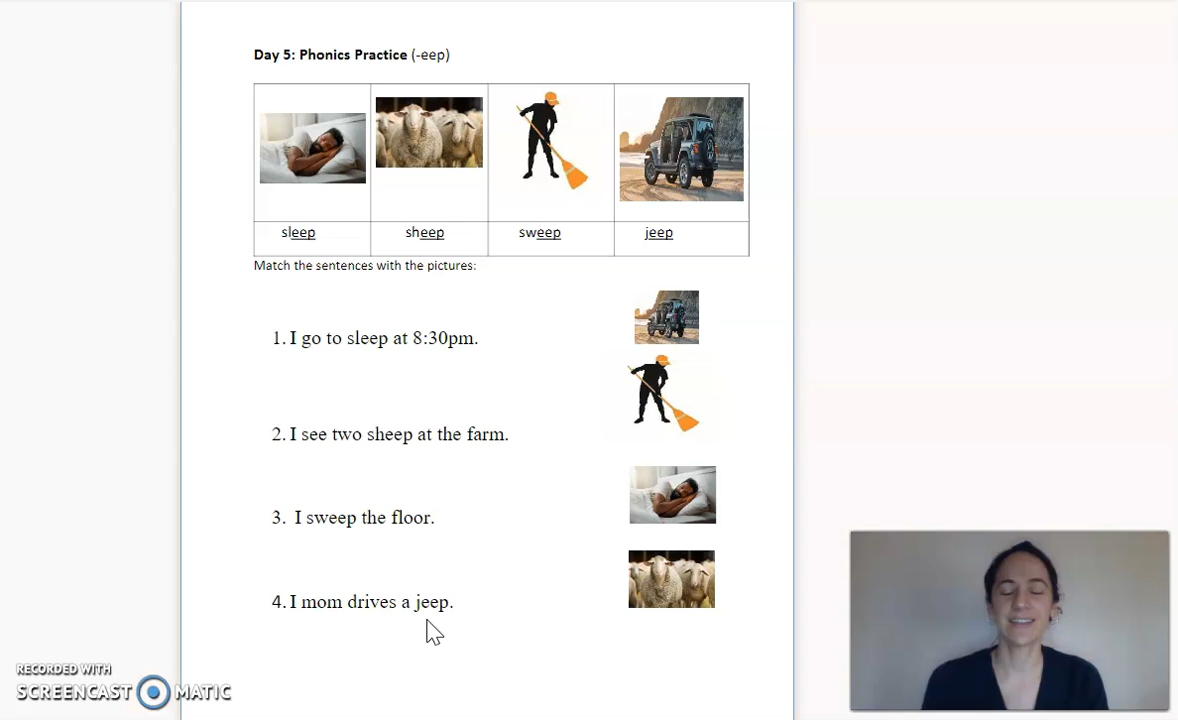 Day 5: Phonics Practice (-eep)
sleep sheep sweep jeep
Match the sentences with the pictures:
1. I go to sleep at 8:30pm.
2. I see two sheep at the farm.
3. I sweep the floor.
4. I mom drives a jeep.
RECORDED WITH
SCREENCAST MATIC